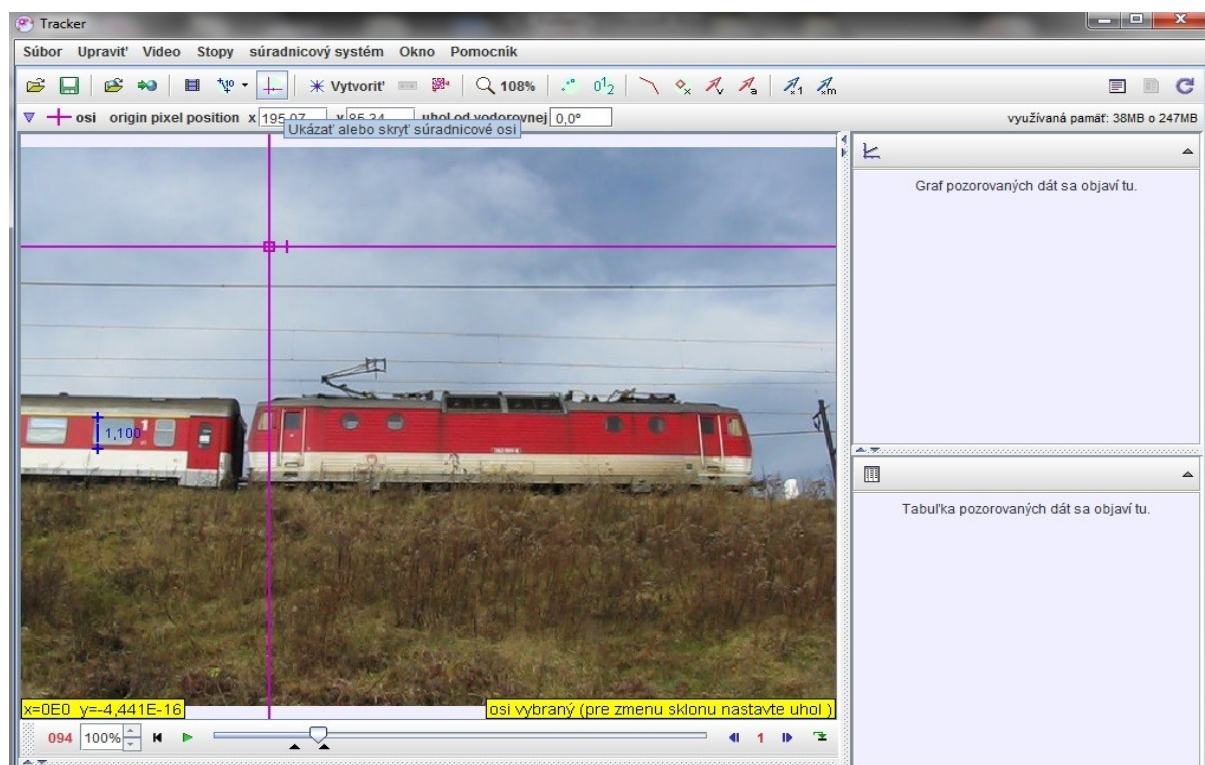 Tracker
Súbor Upraviť Video Stopy súradnicový systém Okno Pomocník
Vytvoriť 108%
osi origin pixel position x 195,07 y 85,34 uhol od vodorovnej 0,0° využívaná pamäť: 38MB o 247MB
Ukázať alebo skryť súradnicové osi
Graf pozorovaných dát sa objaví tu.
1,100
1
Tabuľka pozorovaných dát sa objaví tu.
x=0E0 y=-4,441E-16 osi vybraný (pre zmenu sklonu nastavte uhol )
094 100% 1